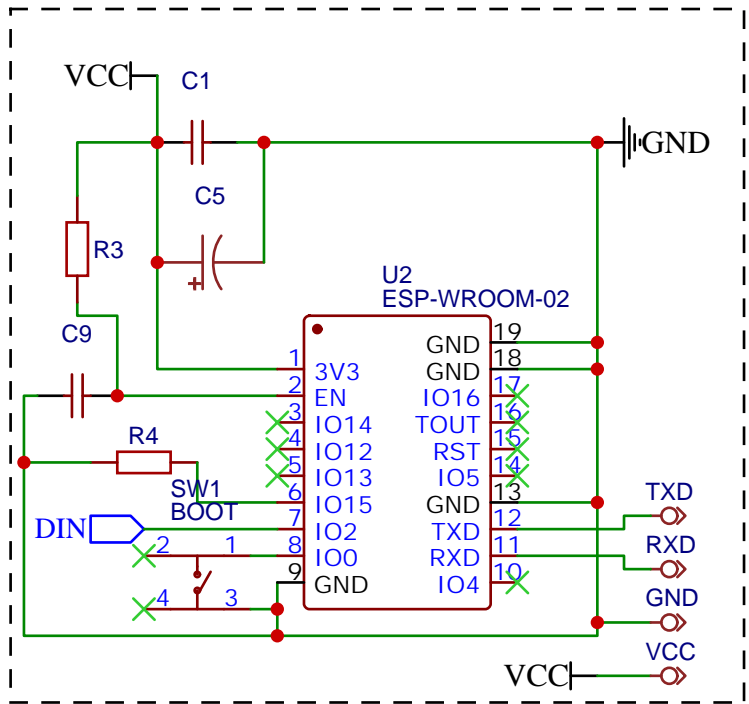 VCC
C1
GND
C5
R3
U2
ESP-WROOM-02
C9
1 3V3
2 EN
3 IO14
4 IO12
5 IO13
6 IO15
7 IO2
8 IO0
9 GND
GND 19
GND 18
IO16 17
TOUT 16
RST 15
IO5 14
GND 13
TXD 12
RXD 11
IO4 10
R4
SW1
BOOT
DIN
2 1
4 3
TXD
RXD
GND
VCC
VCC